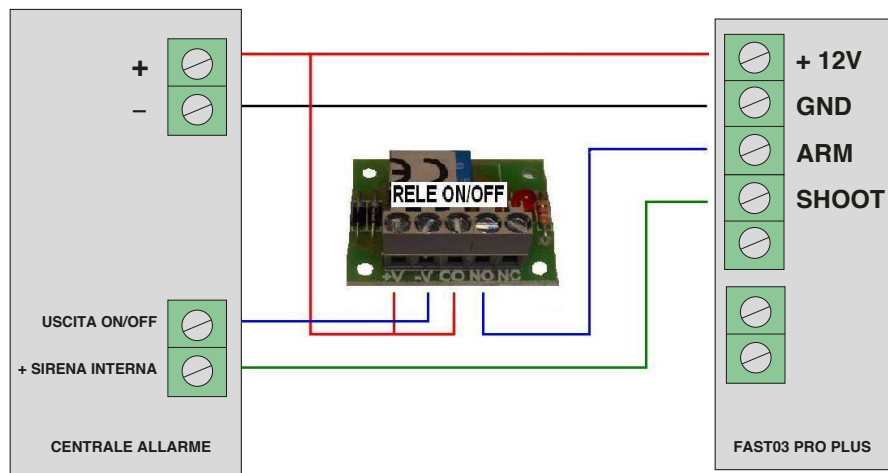 +
–
USCITA ON/OFF
+ SIRENA INTERNA
CENTRALE ALLARME
RELE ON/OFF
+V -V CO NO NC
+ 12V
GND
ARM
SHOOT
FAST03 PRO PLUS